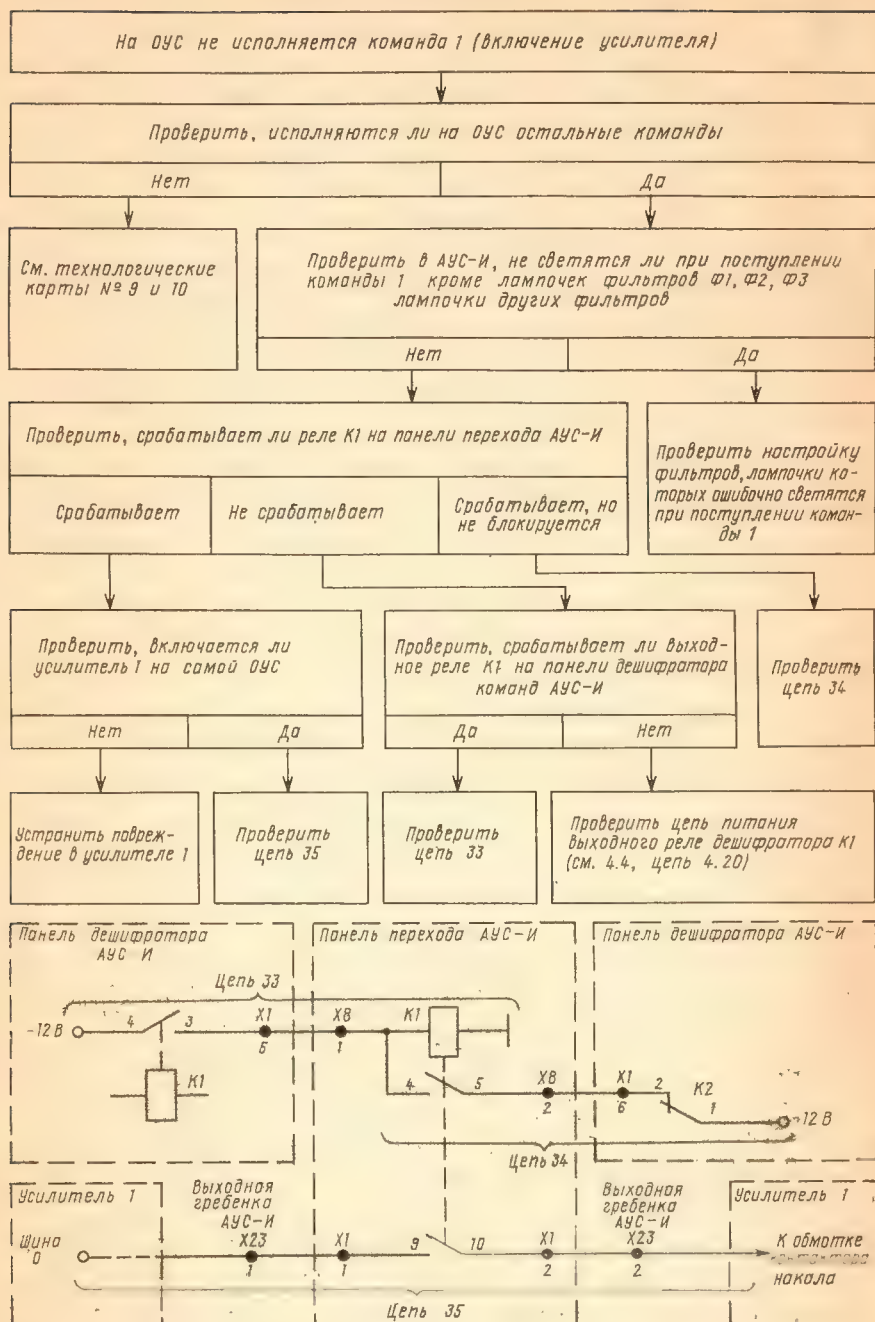 На ОУС не исполняется команда 1 (включение усилителя)
Проверить, исполняются ли на ОУС остальные команды
Нет
Да
См. технологические
карты № 9 и 10
Проверить в АУС-И, не светятся ли при поступлении
команды 1 кроме лампочек фильтров Ф1, Ф2, Ф3
лампочки других фильтров
Нет
Да
Проверить, срабатывает ли реле К1 на панели перехода АУС-И
Срабатывает
Не срабатывает
Срабатывает, но
не блокируется
Проверить настройку
фильтров, лампочки ко-
торых ошибочно светятся
при поступлении коман-
ды 1
Проверить, включается ли
усилитель 1 на самой ОУС
Нет
Да
Проверить, срабатывает ли выход-
ное реле К1 на панели дешифратора
команд АУС-И
Да
Нет
Проверить
цепь 34
Устранить повреж-
дение в усилителе 1
Проверить
цепь 35
Проверить
цепь 33
Проверить цепь питания
выходного реле дешифратора К1
(см. 4.4, цепь 4.20)
Панель дешифратора
АУС И
Панель перехода АУС-И
Панель дешифратора АУС-И
Цепь 33
-12 В
4
3
X1
5
X8
1
К1
К1
4
5
X8
2
X1
6
2
К2
1
-12 В
Цепь 34
Усилитель 1
Выходная
гребенка
АУС-И
Выходная
гребенка
АУС-И
Усилитель 1
Шина
0
X23
1
X1
1
9
10
X1
2
X23
2
К обмотке
накала
Цепь 35